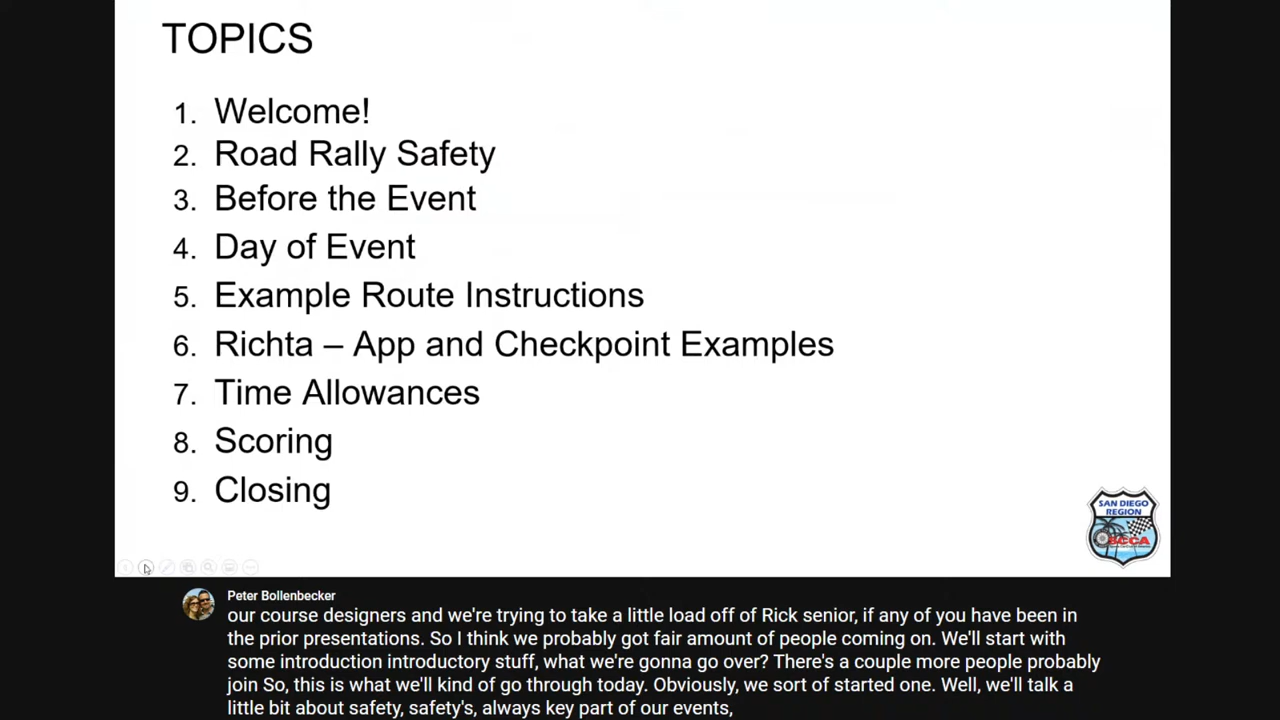 TOPICS
1. Welcome!
2. Road Rally Safety
3. Before the Event
4. Day of Event
5. Example Route Instructions
6. Richta – App and Checkpoint Examples
7. Time Allowances
8. Scoring
9. Closing
SAN DIEGO
REGION
SCCA
Peter Bollenbecker
our course designers and we're trying to take a little load off of Rick senior, if any of you have been in
the prior presentations. So I think we probably got fair amount of people coming on. We'll start with
some introduction introductory stuff, what we're gonna go over? There's a couple more people probably
join So, this is what we'll kind of go through today. Obviously, we sort of started one. Well, we'll talk a
little bit about safety, safety's, always key part of our events,